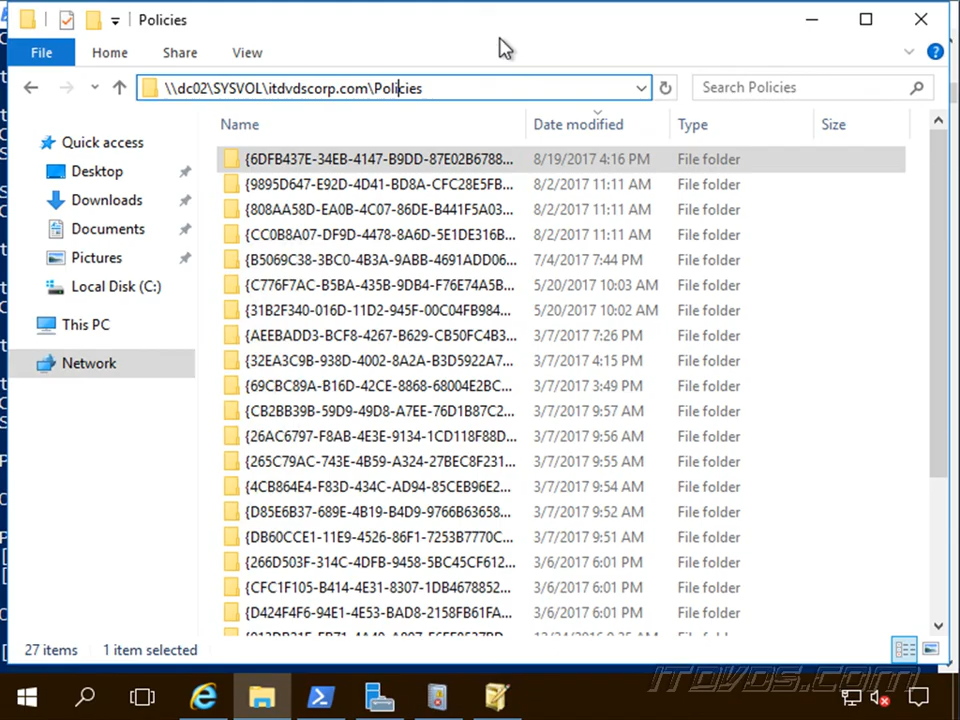 Policies
File Home Share View
\\dc02\SYSVOL\itdvdscorp.com\Policies
Search Policies
Name Date modified Type Size
Quick access
Desktop
Downloads
Documents
Pictures
Local Disk (C:)
This PC
Network
{6DFB437E-34EB-4147-B9DD-87E02B6788... 8/19/2017 4:16 PM File folder
{9895D647-E92D-4D41-BD8A-CFC28E5FB... 8/2/2017 11:11 AM File folder
{808AA58D-EA0B-4C07-86DE-B441F5A03... 8/2/2017 11:11 AM File folder
{CC0B8A07-DF9D-4478-8A6D-5E1DE316B... 8/2/2017 11:11 AM File folder
{B5069C38-3BC0-4B3A-9ABB-4691ADD06... 7/4/2017 7:44 PM File folder
{C776F7AC-B5BA-435B-9DB4-F76E74A5B... 5/20/2017 10:03 AM File folder
{31B2F340-016D-11D2-945F-00C04FB984... 5/20/2017 10:02 AM File folder
{AEEBADD3-BCF8-4267-B629-CB50FC4B3... 3/7/2017 7:26 PM File folder
{32EA3C9B-938D-4002-8A2A-B3D5922A7... 3/7/2017 4:15 PM File folder
{69CBC89A-B16D-42CE-8868-68004E2BC... 3/7/2017 3:49 PM File folder
{CB2BB39B-59D9-49D8-A7EE-76D1B87C2... 3/7/2017 9:57 AM File folder
{26AC6797-F8AB-4E3E-9134-1CD118F88D... 3/7/2017 9:56 AM File folder
{265C79AC-743E-4B59-A324-27BEC8F231... 3/7/2017 9:55 AM File folder
{4CB864E4-F83D-434C-AD94-85CEB96E2... 3/7/2017 9:54 AM File folder
{D85E6B37-689E-4B19-B4D9-9766B63658... 3/7/2017 9:52 AM File folder
{DB60CCE1-11E9-4526-86F1-7253B7770C... 3/7/2017 9:51 AM File folder
{266D503F-314C-4DFB-9458-5BC45CF612... 3/6/2017 6:01 PM File folder
{CFC1F105-B414-4E31-8307-1DB4678852... 3/6/2017 6:01 PM File folder
{D424F4F6-94E1-4E53-BAD8-2158FB61FA... 3/6/2017 6:01 PM File folder
27 items 1 item selected
ITDVDS.COM